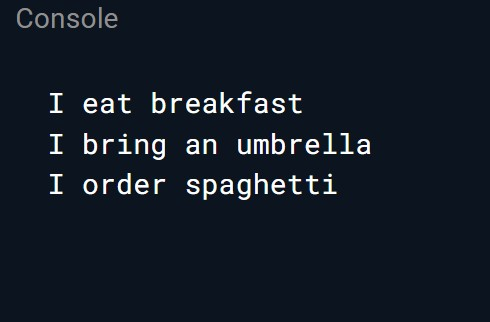 Console
I eat breakfast
I bring an umbrella
I order spaghetti